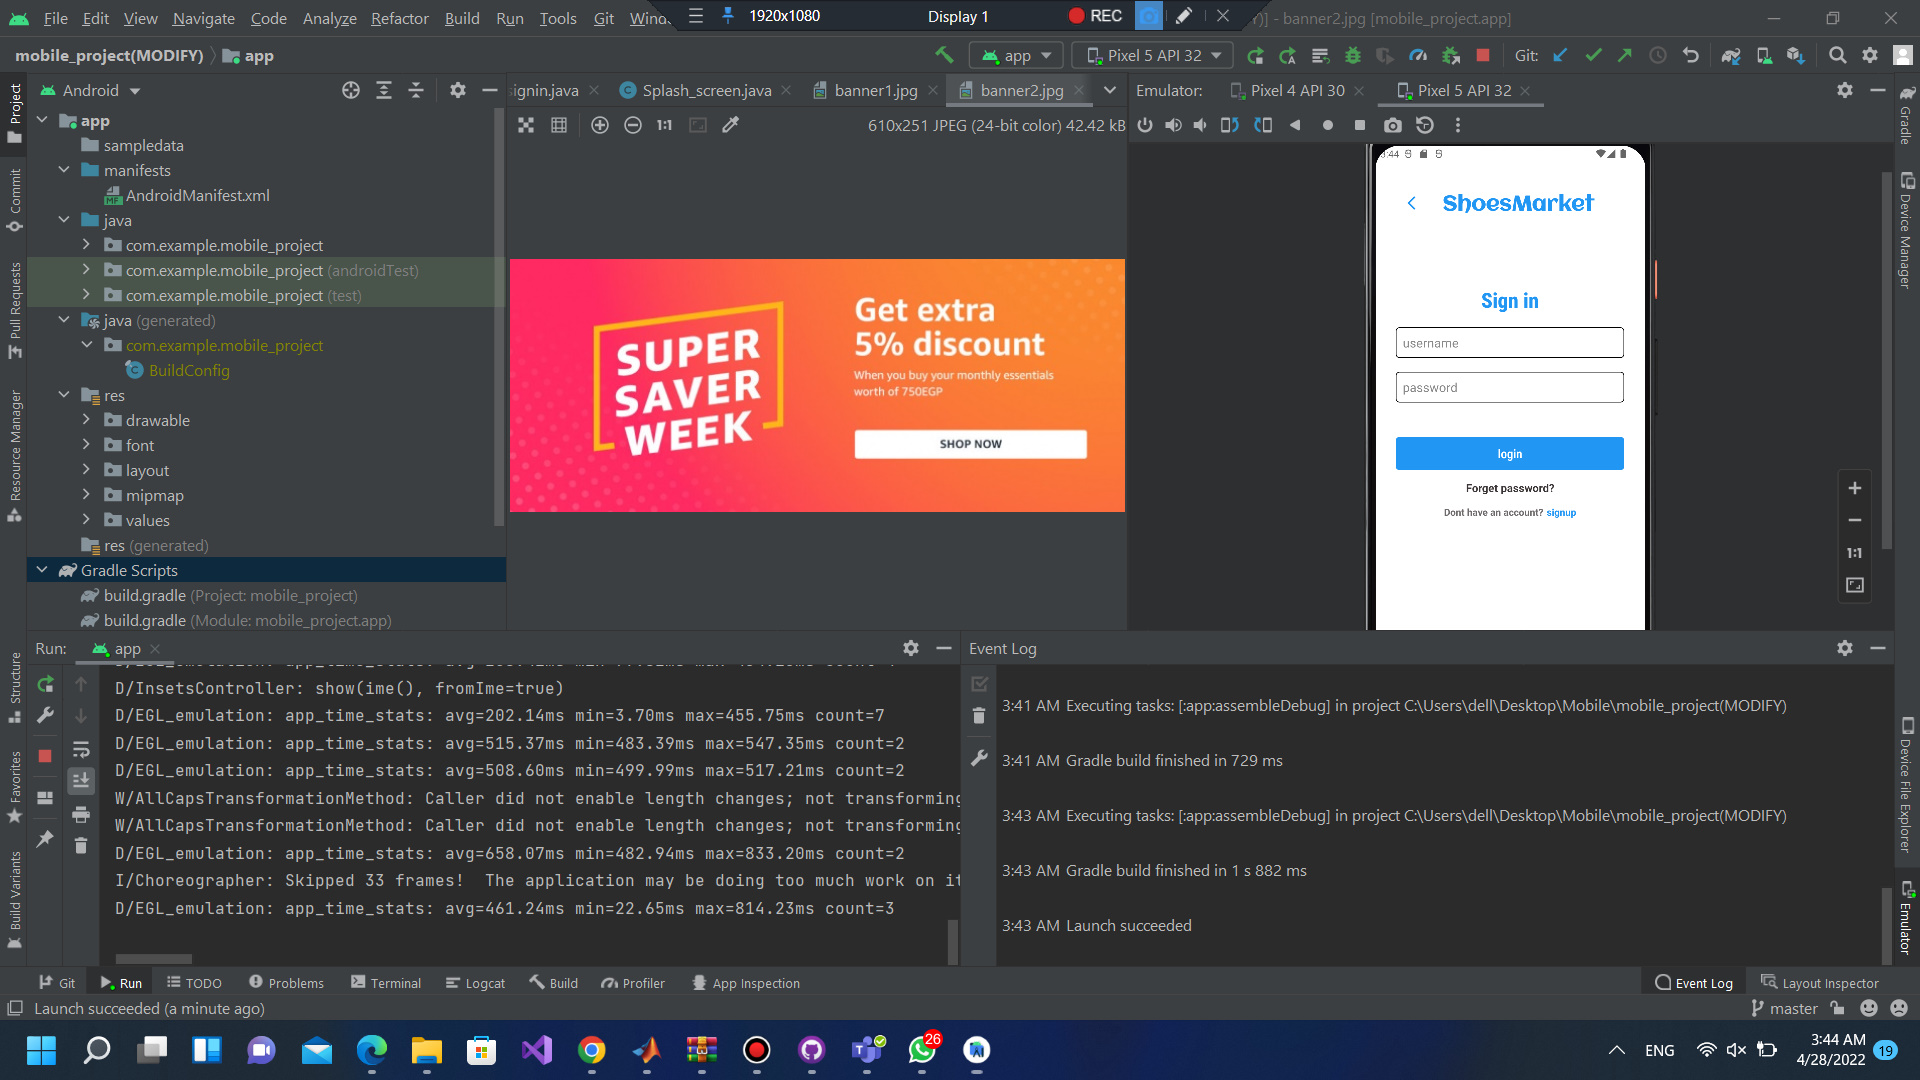 File Edit View Navigate Code Analyze Refactor Build Run Tools Git
1920x1080 Display 1 REC
- banner2.jpg [mobile_project.app]
mobile_project(MODIFY) app
app Pixel 5 API 32 Git:
Android
signin.java Splash_screen.java banner1.jpg banner2.jpg
Emulator: Pixel 4 API 30 Pixel 5 API 32
1:1 610x251 JPEG (24-bit color) 42.42 kB
app
sampledata
manifests
AndroidManifest.xml
java
com.example.mobile_project
com.example.mobile_project (androidTest)
com.example.mobile_project (test)
java (generated)
com.example.mobile_project
BuildConfig
res
drawable
font
layout
mipmap
values
res (generated)
Gradle Scripts
build.gradle (Project: mobile_project)
build.gradle (Module: mobile_project.app)
Project
Commit
Pull Requests
Resource Manager
Structure
Favorites
Build Variants
SUPER
SAVER
WEEK
Get extra
5% discount
When you buy your monthly essentials
worth of 750EGP
SHOP NOW
3:44
ShoesMarket
Sign in
username
password
login
Forget password?
Dont have an account? signup
1:1
Gradle
Device Manager
Device File Explorer
Emulator
Run: app
D/InsetsController: show(ime(), fromIme=true)
D/EGL_emulation: app_time_stats: avg=202.14ms min=3.70ms max=455.75ms count=7
D/EGL_emulation: app_time_stats: avg=515.37ms min=483.39ms max=547.35ms count=2
D/EGL_emulation: app_time_stats: avg=508.60ms min=499.99ms max=517.21ms count=2
W/AllCapsTransformationMethod: Caller did not enable length changes; not transforming
W/AllCapsTransformationMethod: Caller did not enable length changes; not transforming
D/EGL_emulation: app_time_stats: avg=658.07ms min=482.94ms max=833.20ms count=2
I/Choreographer: Skipped 33 frames! The application may be doing too much work on it
D/EGL_emulation: app_time_stats: avg=461.24ms min=22.65ms max=814.23ms count=3
Event Log
3:41 AM Executing tasks: [:app:assembleDebug] in project C:\Users\dell\Desktop\Mobile\mobile_project(MODIFY)
3:41 AM Gradle build finished in 729 ms
3:43 AM Executing tasks: [:app:assembleDebug] in project C:\Users\dell\Desktop\Mobile\mobile_project(MODIFY)
3:43 AM Gradle build finished in 1 s 882 ms
3:43 AM Launch succeeded
Git Run TODO Problems Terminal Logcat Build Profiler App Inspection Event Log Layout Inspector
Launch succeeded (a minute ago) master
26
ENG
3:44 AM
4/28/2022 19